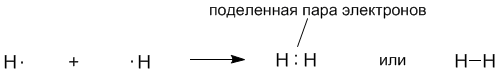 поделенная пара электронов
H· + ·H H:H или H–H